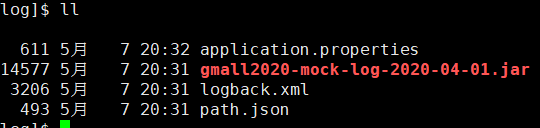 log]$ ll
611 5月 7 20:32 application.properties
14577 5月 7 20:31 gmall2020-mock-log-2020-04-01.jar
3206 5月 7 20:31 logback.xml
493 5月 7 20:31 path.json
log]$